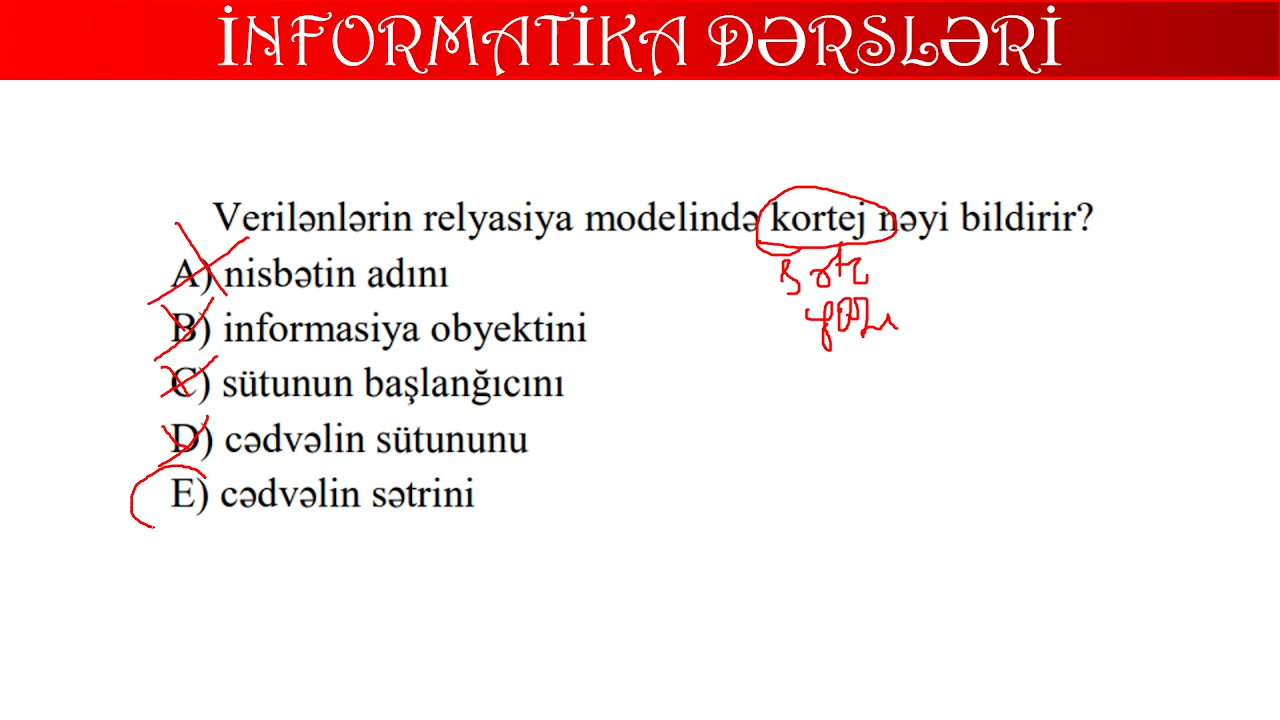 İNFORMATİKA DƏRSLƏRİ
Verilənlərin relyasiya modelində kortej nəyi bildirir?
A) nisbətin adını
B) informasiya obyektini
C) sütunun başlanğıcını
D) cədvəlin sütununu
E) cədvəlin sətrini